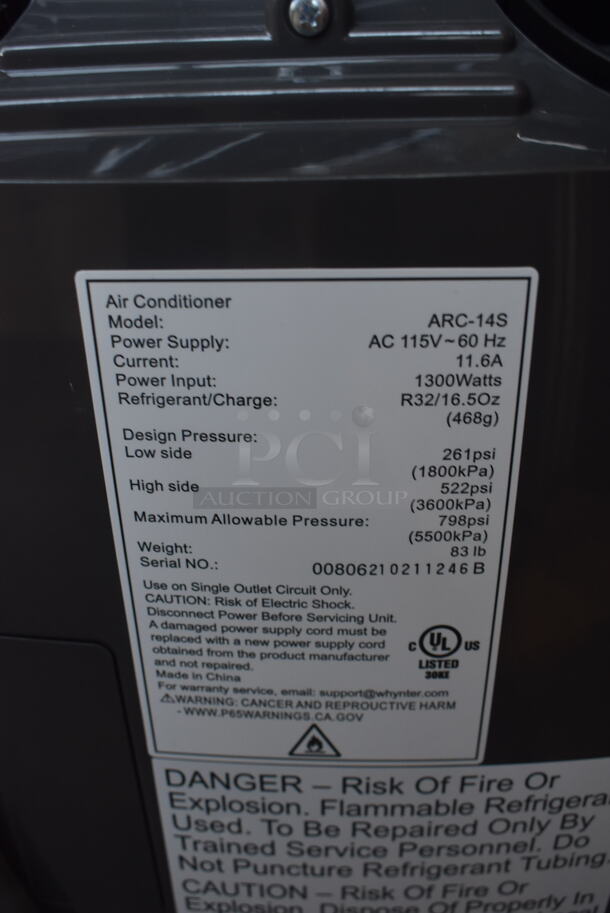 Air Conditioner
Model: ARC-14S
Power Supply: AC 115V~60 Hz
Current: 11.6A
Power Input: 1300Watts
Refrigerant/Charge: R32/16.5Oz
(468g)
Design Pressure:
Low side 261psi
(1800kPa)
High side 522psi
(3600kPa)
Maximum Allowable Pressure: 798psi
(5500kPa)
Weight: 83 lb
Serial NO.: 00806210211246B
Use on Single Outlet Circuit Only.
CAUTION: Risk of Electric Shock.
Disconnect Power Before Servicing Unit.
A damaged power supply cord must be
replaced with a new power supply cord
obtained from the product manufacturer
and not repaired.
Made in China
For warranty service, email: support@whynter.com
WARNING: CANCER AND REPROUCTIVE HARM
- WWW.P65WARNINGS.CA.GOV
C UL US
LISTED
30KE
PCI
AUCTION GROUP
DANGER – Risk Of Fire Or
Explosion. Flammable Refrigera
Used. To Be Repaired Only By
Trained Service Personnel. Do
Not Puncture Refrigerant Tubing.
CAUTION – Risk Of Fire Or
Explosion. Dispose Of Properly In